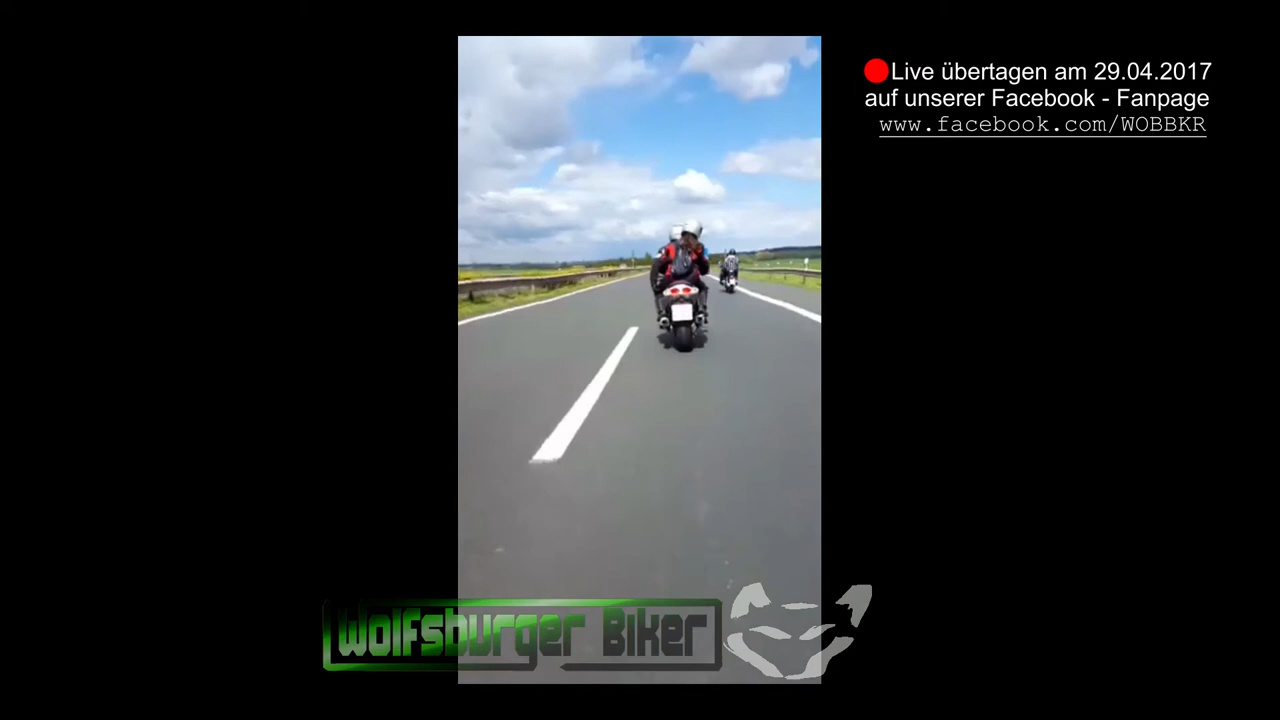 Live übertagen am 29.04.2017
auf unserer Facebook - Fanpage
www.facebook.com/WOBBKR
Wolfsburger Biker